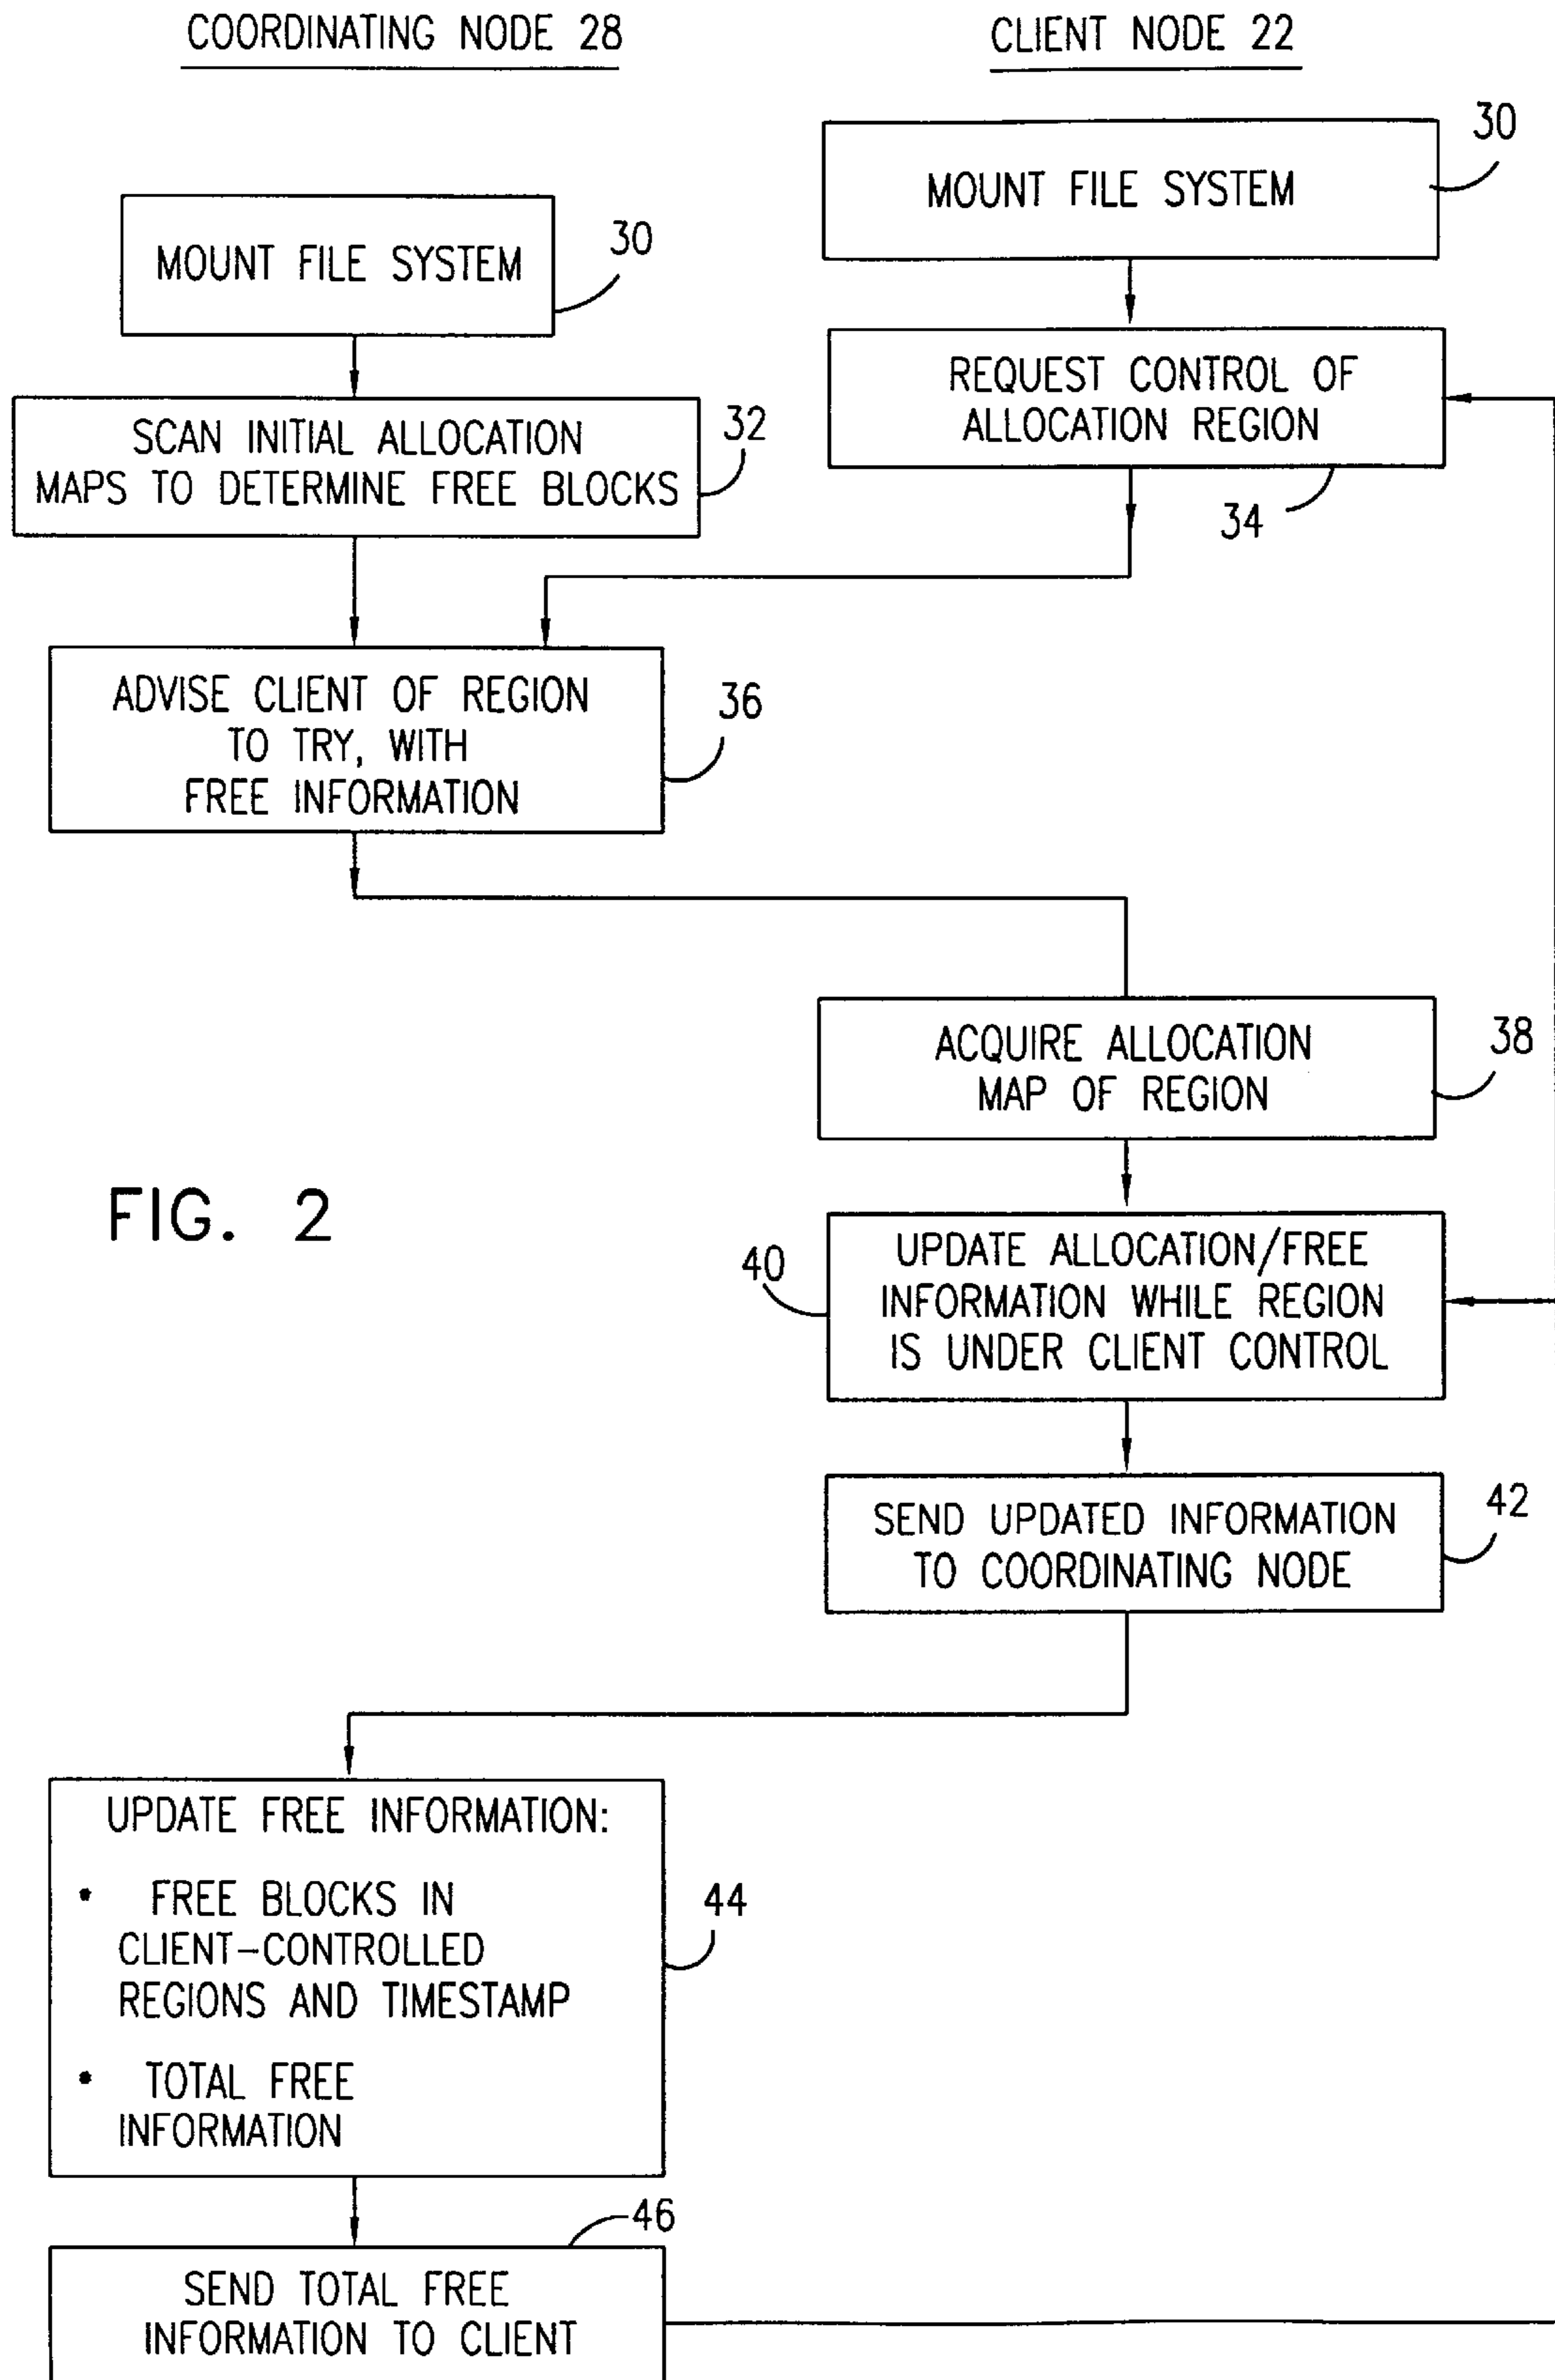 COORDINATING NODE 28
CLIENT NODE 22
30
MOUNT FILE SYSTEM
30
MOUNT FILE SYSTEM
REQUEST CONTROL OF
ALLOCATION REGION
34
SCAN INITIAL ALLOCATION
MAPS TO DETERMINE FREE BLOCKS
32
ADVISE CLIENT OF REGION
TO TRY, WITH
FREE INFORMATION
36
ACQUIRE ALLOCATION
MAP OF REGION
38
FIG. 2
40
UPDATE ALLOCATION/FREE
INFORMATION WHILE REGION
IS UNDER CLIENT CONTROL
SEND UPDATED INFORMATION
TO COORDINATING NODE
42
UPDATE FREE INFORMATION:
• FREE BLOCKS IN
CLIENT-CONTROLLED
REGIONS AND TIMESTAMP
• TOTAL FREE
INFORMATION
44
46
SEND TOTAL FREE
INFORMATION TO CLIENT